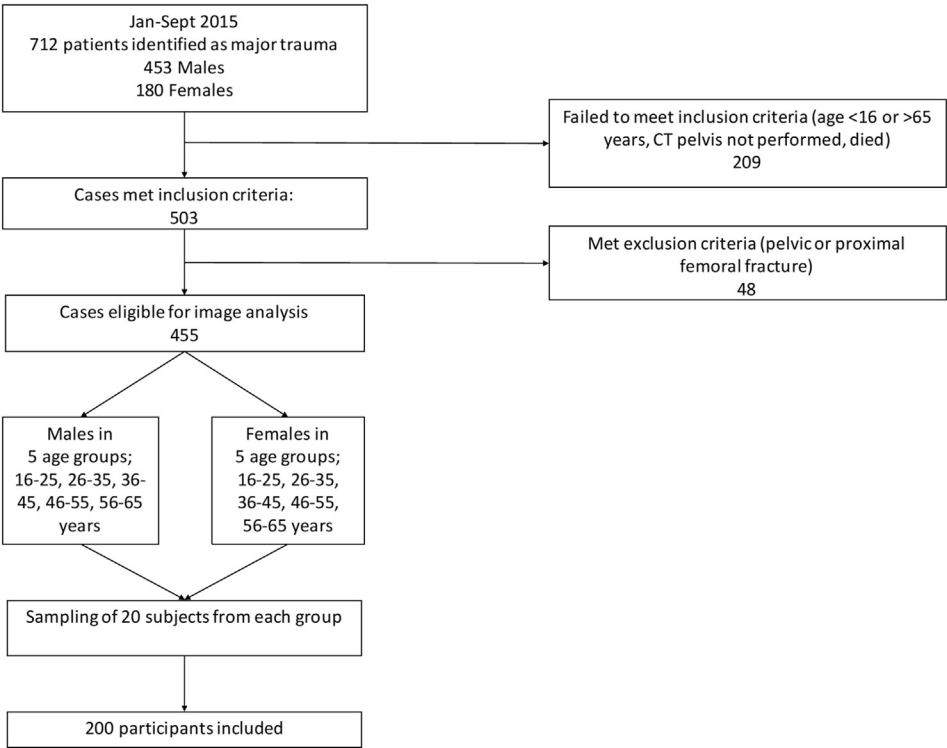 Jan-Sept 2015
712 patients identified as major trauma
453 Males
180 Females
Failed to meet inclusion criteria (age <16 or >65
years, CT pelvis not performed, died)
209
Cases met inclusion criteria:
503
Met exclusion criteria (pelvic or proximal
femoral fracture)
48
Cases eligible for image analysis
455
Males in
5 age groups;
16-25, 26-35, 36-
45, 46-55, 56-65
years
Females in
5 age groups;
16-25, 26-35,
36-45, 46-55,
56-65 years
Sampling of 20 subjects from each group
200 participants included